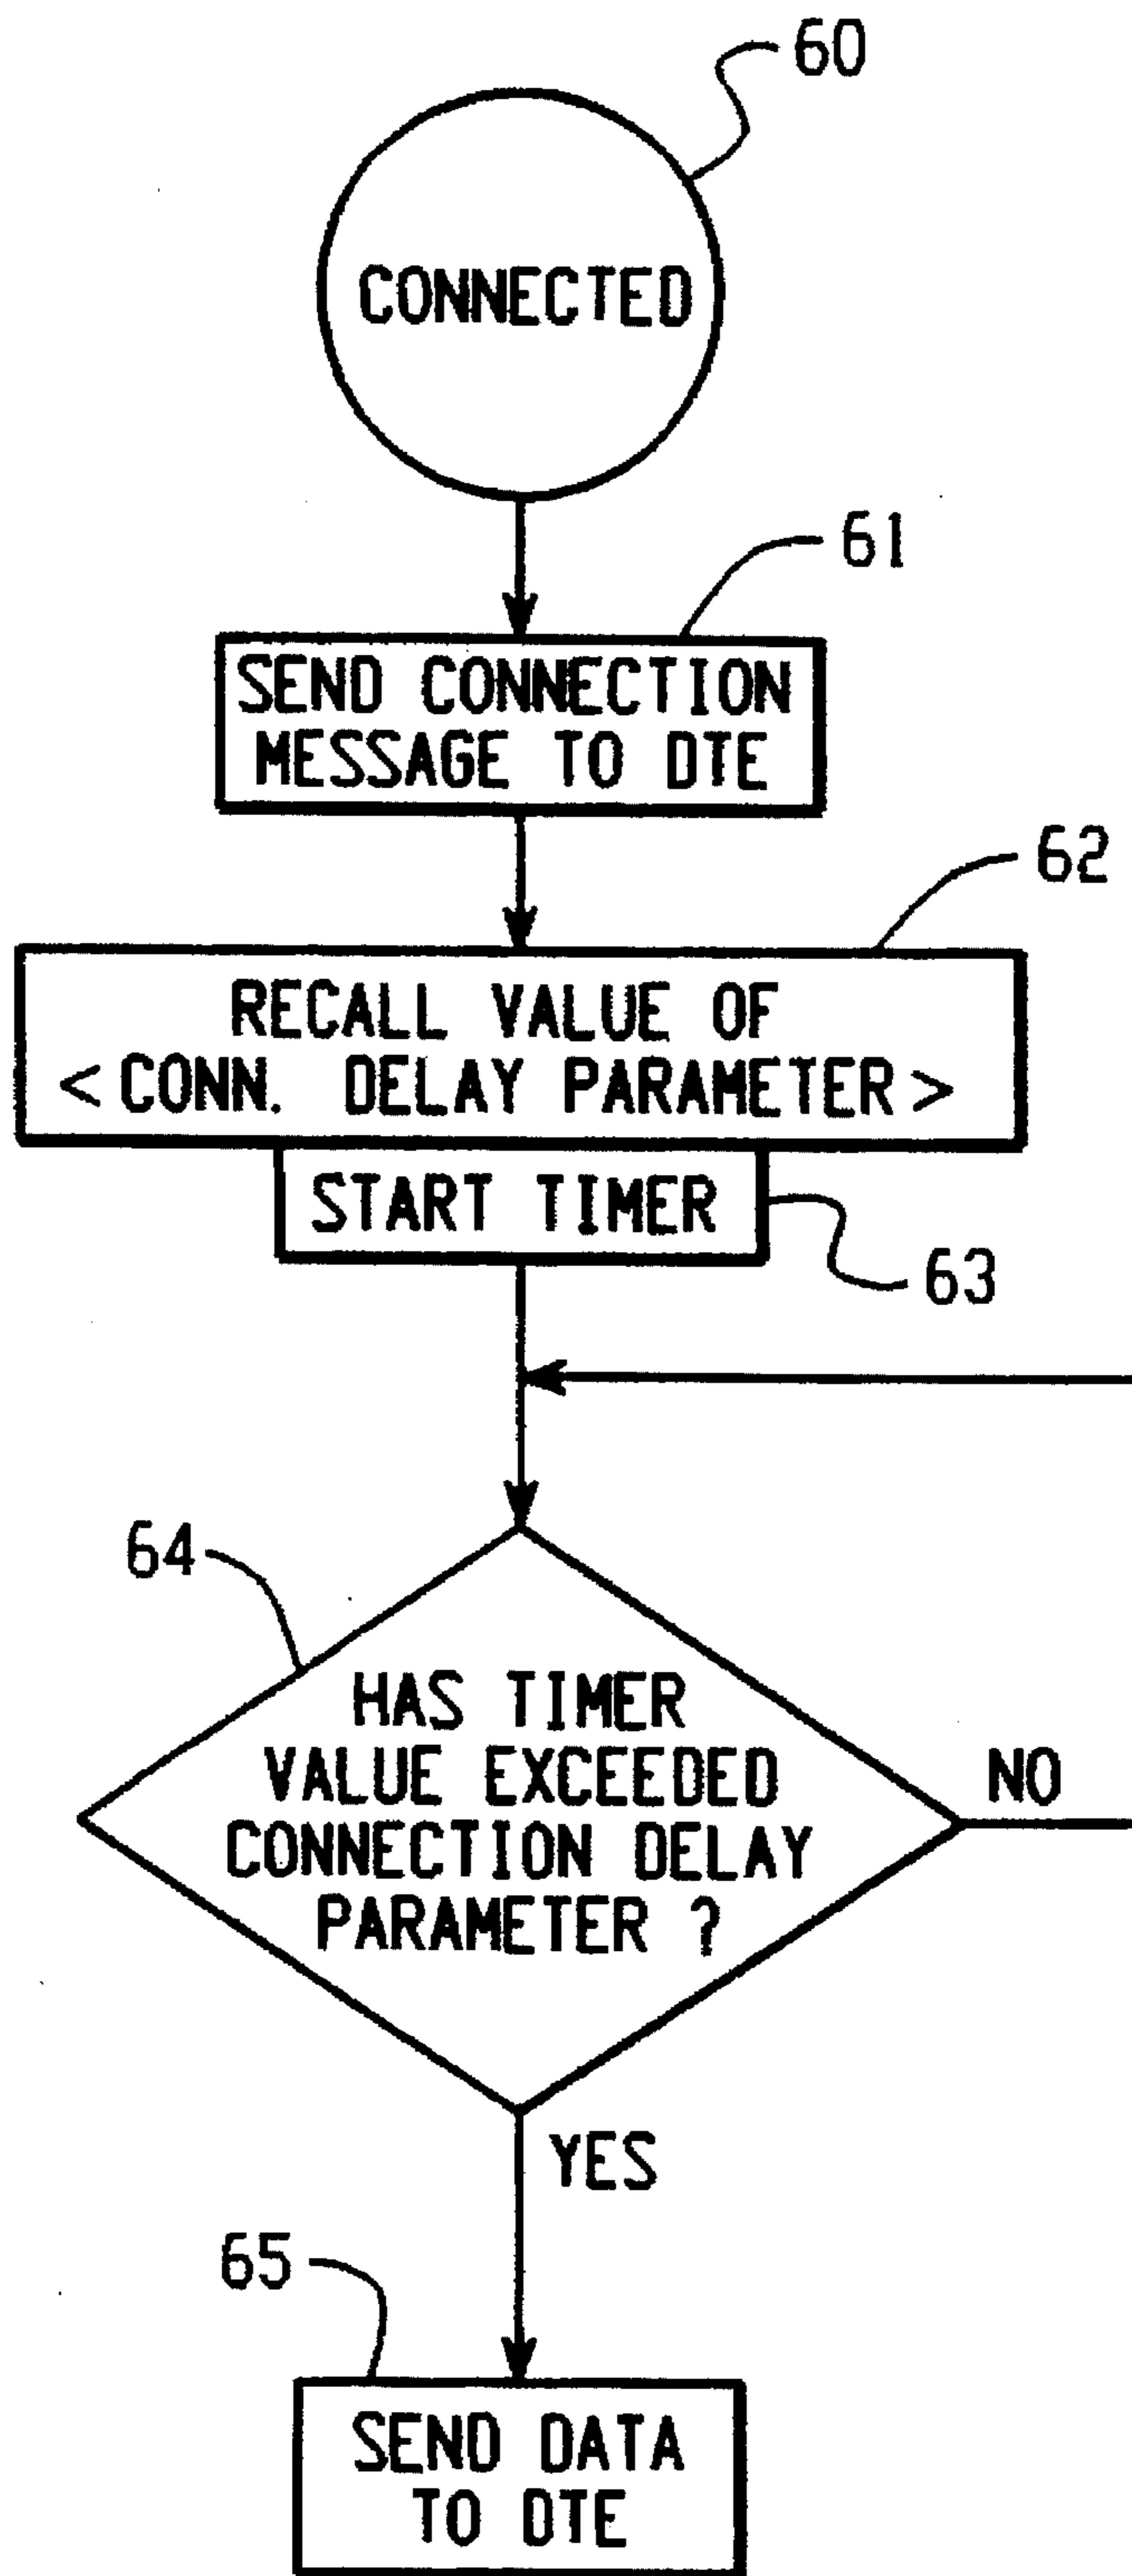 60
CONNECTED
61
SEND CONNECTION
MESSAGE TO DTE
62
RECALL VALUE OF
< CONN. DELAY PARAMETER >
START TIMER
63
64
HAS TIMER
VALUE EXCEEDED
CONNECTION DELAY
PARAMETER ?
NO
YES
65
SEND DATA
TO DTE